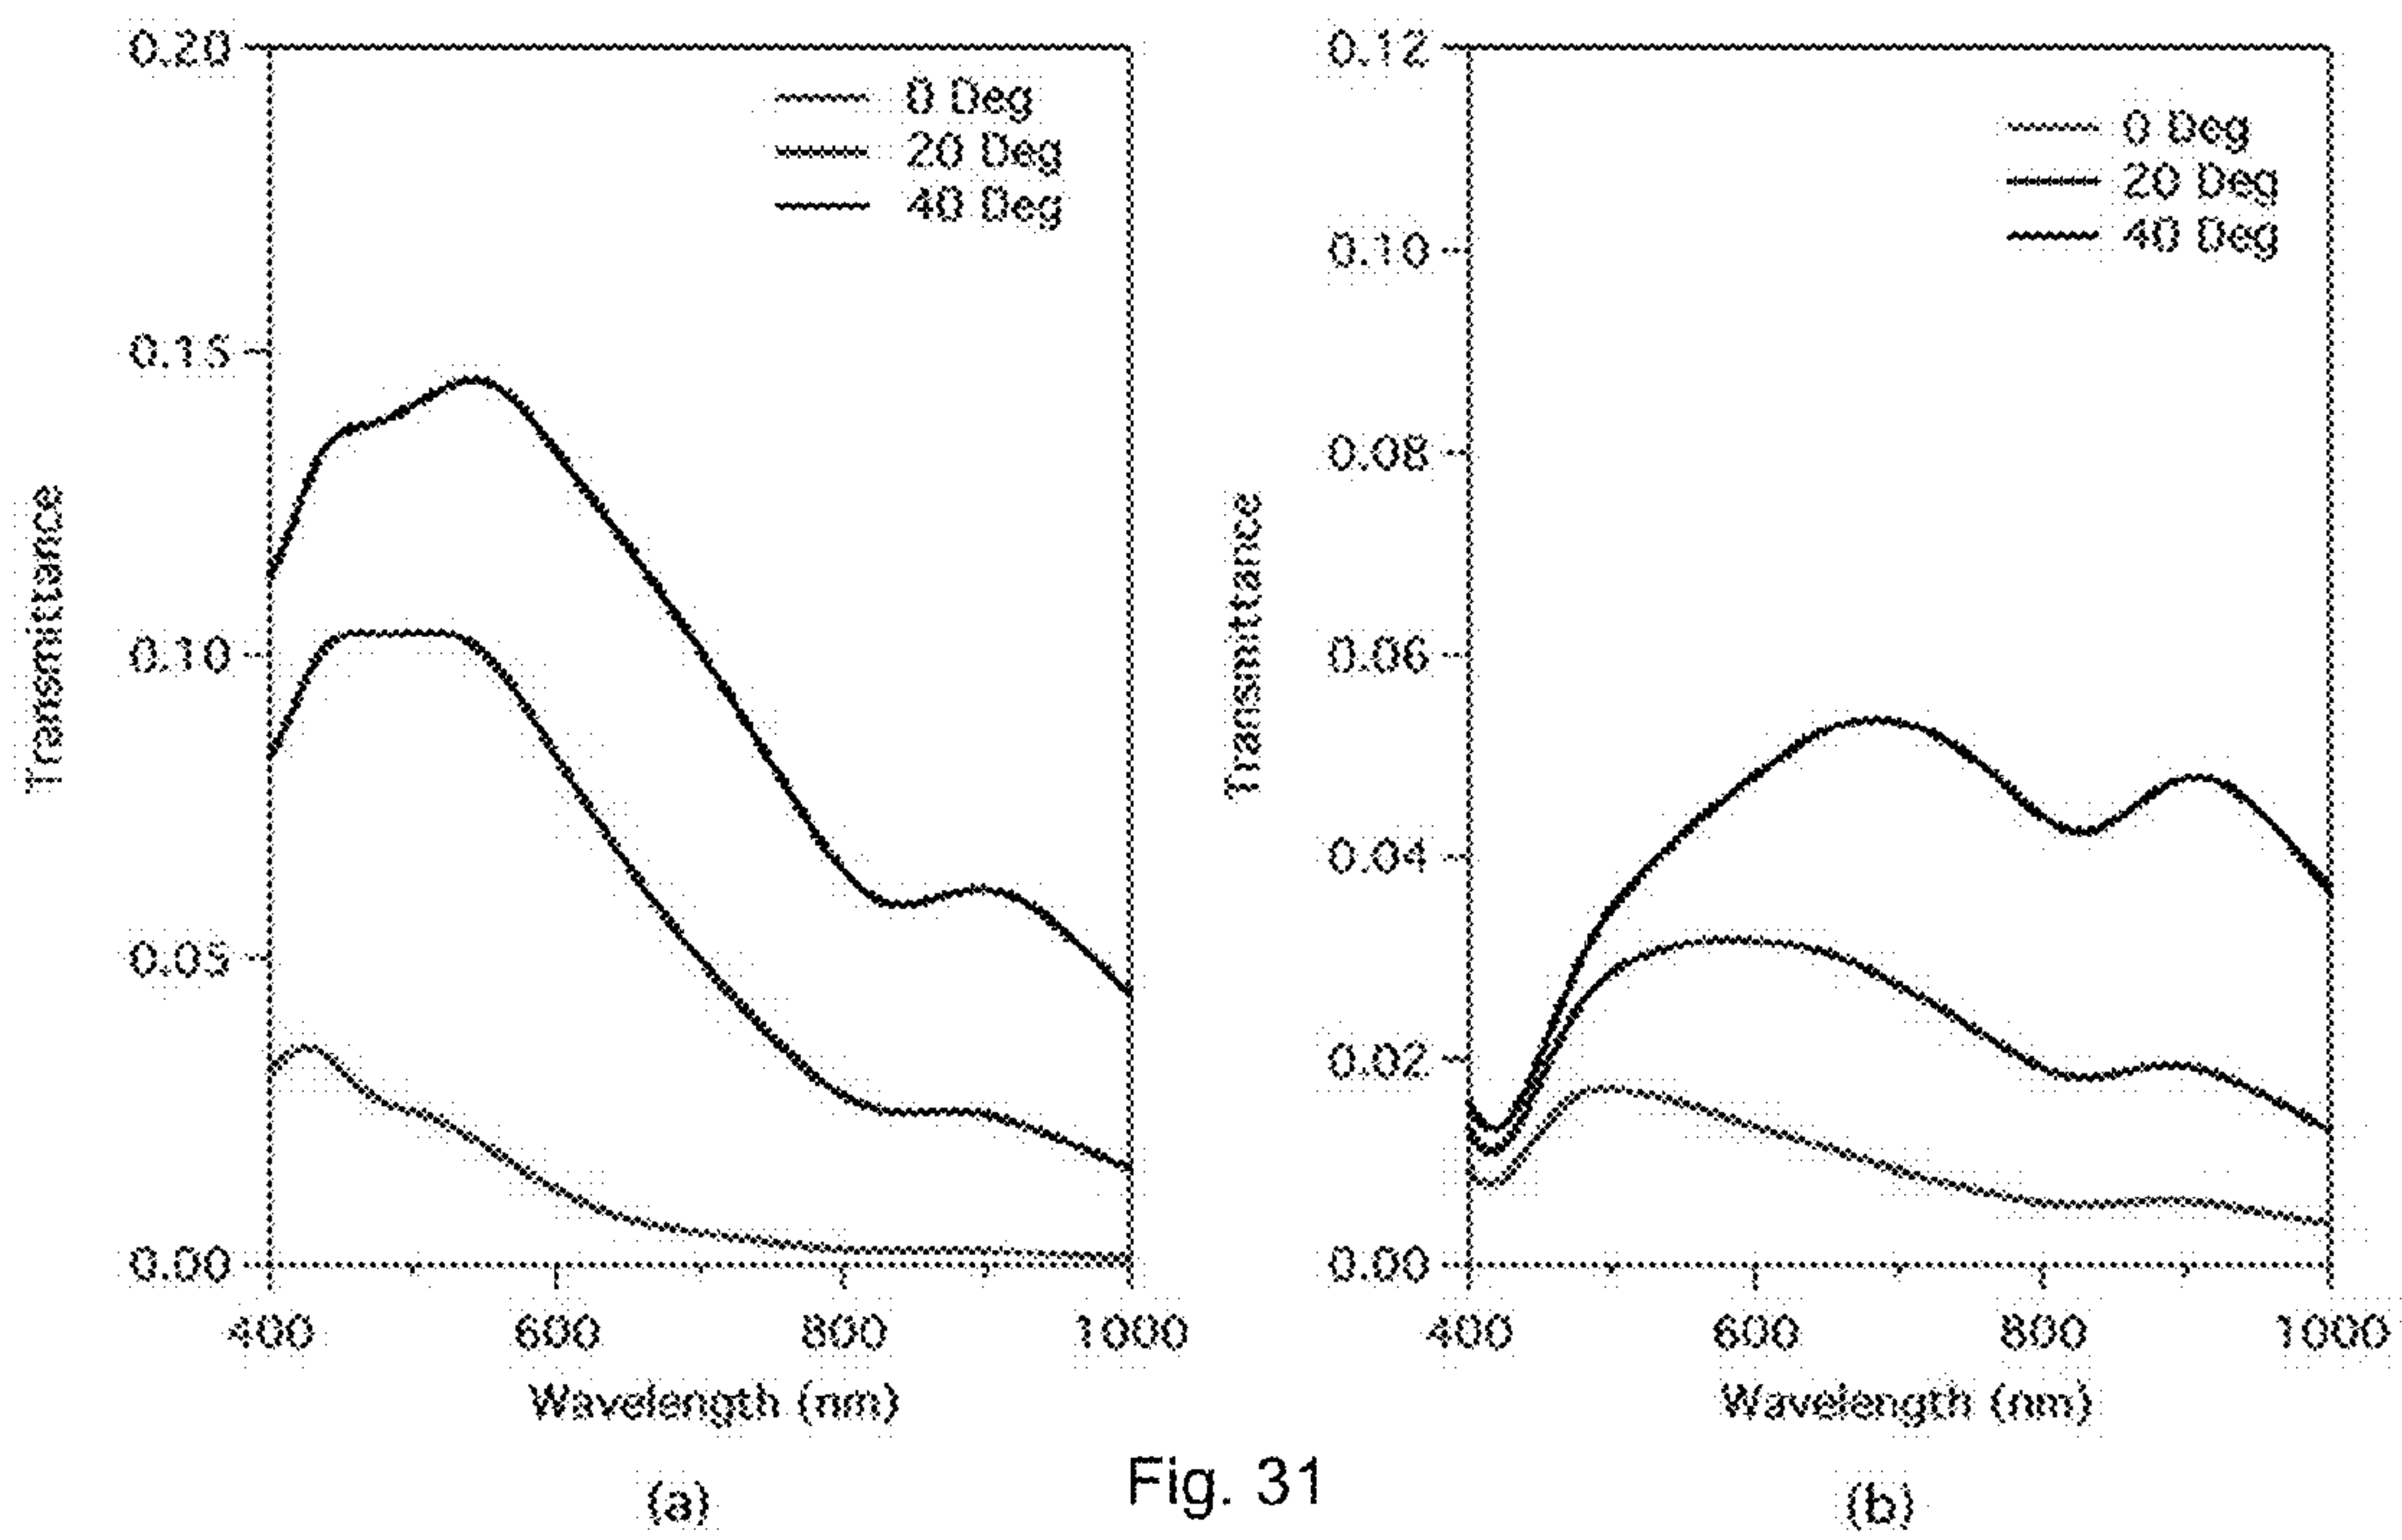 0.20
0.15
0.10
0.05
0.00
Transmittance
0 Deg
20 Deg
40 Deg
400
600
800
1000
Wavelength (nm)
(a)
0.12
0.10
0.08
0.06
0.04
0.02
0.00
Transmittance
0 Deg
20 Deg
40 Deg
400
600
800
1000
Wavelength (nm)
(b)
Fig. 31